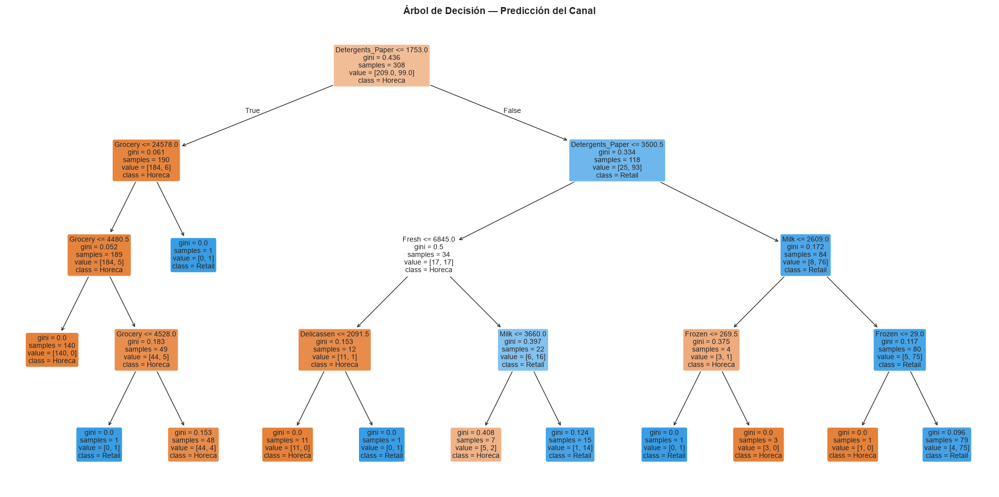 Árbol de Decisión — Predicción del Canal
Detergents_Paper <= 1753.0
gini = 0.436
samples = 308
value = [209.0, 99.0]
class = Horeca
True
False
Grocery <= 24578.0
gini = 0.061
samples = 190
value = [184, 6]
class = Horeca
Detergents_Paper <= 3500.5
gini = 0.334
samples = 118
value = [25, 93]
class = Retail
Grocery <= 4480.5
gini = 0.052
samples = 189
value = [184, 5]
class = Horeca
gini = 0.0
samples = 1
value = [0, 1]
class = Retail
Fresh <= 6845.0
gini = 0.5
samples = 34
value = [17, 17]
class = Horeca
Milk <= 2609.0
gini = 0.172
samples = 84
value = [8, 76]
class = Retail
gini = 0.0
samples = 140
value = [140, 0]
class = Horeca
Grocery <= 4528.0
gini = 0.183
samples = 49
value = [44, 5]
class = Horeca
Delicassen <= 2091.5
gini = 0.153
samples = 12
value = [11, 1]
class = Horeca
Milk <= 3660.0
gini = 0.397
samples = 22
value = [6, 16]
class = Retail
Frozen <= 269.5
gini = 0.375
samples = 4
value = [3, 1]
class = Horeca
Frozen <= 29.0
gini = 0.117
samples = 80
value = [5, 75]
class = Retail
gini = 0.0
samples = 1
value = [0, 1]
class = Retail
gini = 0.153
samples = 48
value = [44, 4]
class = Horeca
gini = 0.0
samples = 11
value = [11, 0]
class = Horeca
gini = 0.0
samples = 1
value = [0, 1]
class = Retail
gini = 0.408
samples = 7
value = [5, 2]
class = Horeca
gini = 0.124
samples = 15
value = [1, 14]
class = Retail
gini = 0.0
samples = 1
value = [0, 1]
class = Retail
gini = 0.0
samples = 3
value = [3, 0]
class = Horeca
gini = 0.0
samples = 1
value = [1, 0]
class = Horeca
gini = 0.096
samples = 79
value = [4, 75]
class = Retail